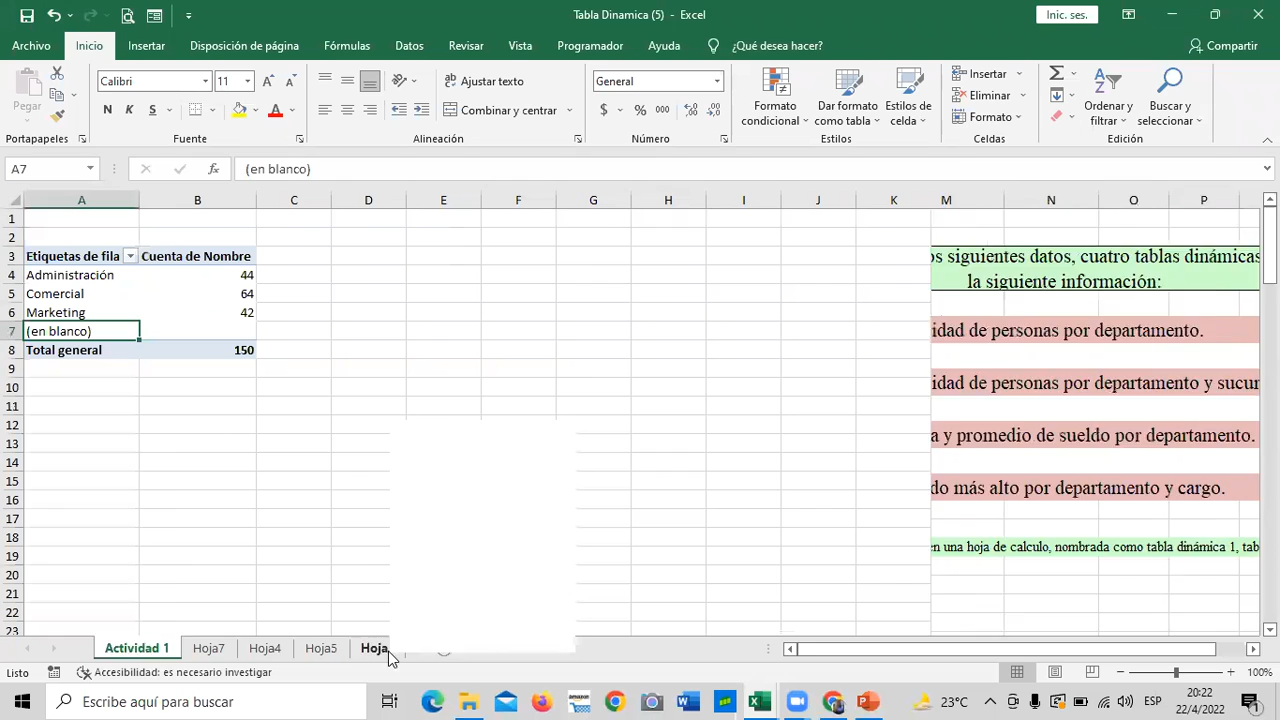 Tabla Dinamica (5) - Excel
Inic. ses.
Archivo Inicio Insertar Disposición de página Fórmulas Datos Revisar Vista Programador Ayuda ¿Qué desea hacer? Compartir
Pegar
Calibri 11
N K S
Ajustar texto
Combinar y centrar
General
$ % 000
Formato condicional
Dar formato como tabla
Estilos de celda
Insertar
Eliminar
Formato
Ordenar y filtrar
Buscar y seleccionar
Portapapeles Fuente Alineación Número Estilos Celdas Edición
A7 fx (en blanco)
A B C D E F G H I J K M N O P
1
2
3 Etiquetas de fila Cuenta de Nombre
4 Administración 44
5 Comercial 64
6 Marketing 42
7 (en blanco)
8 Total general 150
9
10
11
12
13
14
15
16
17
18
19
20
21
22
23
os siguientes datos, cuatro tablas dinámicas
la siguiente información:
idad de personas por departamento.
idad de personas por departamento y sucur
a y promedio de sueldo por departamento.
do más alto por departamento y cargo.
en una hoja de calculo, nombrada como tabla dinámica 1, tab
Actividad 1 Hoja7 Hoja4 Hoja5 Hoja
Listo Accesibilidad: es necesario investigar 100%
Escribe aquí para buscar 23°C ESP 20:22
22/4/2022